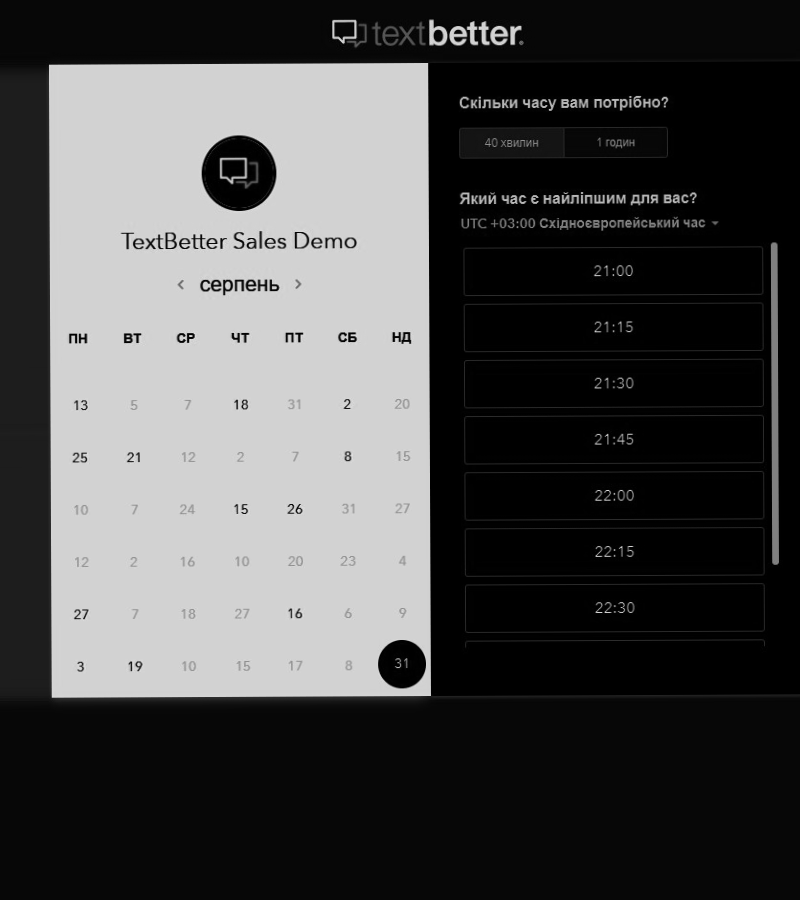 textbetter.
TextBetter Sales Demo
серпень
ПН ВТ СР ЧТ ПТ СБ НД
13 5 7 18 31 2 20
25 21 12 2 7 8 15
10 7 24 15 26 31 27
12 2 16 10 20 23 4
27 7 18 27 16 6 9
3 19 10 15 17 8 31
Скільки часу вам потрібно?
40 хвилин 1 годин
Який час є найліпшим для вас?
UTC +03:00 Східноєвропейський час
21:00
21:15
21:30
21:45
22:00
22:15
22:30